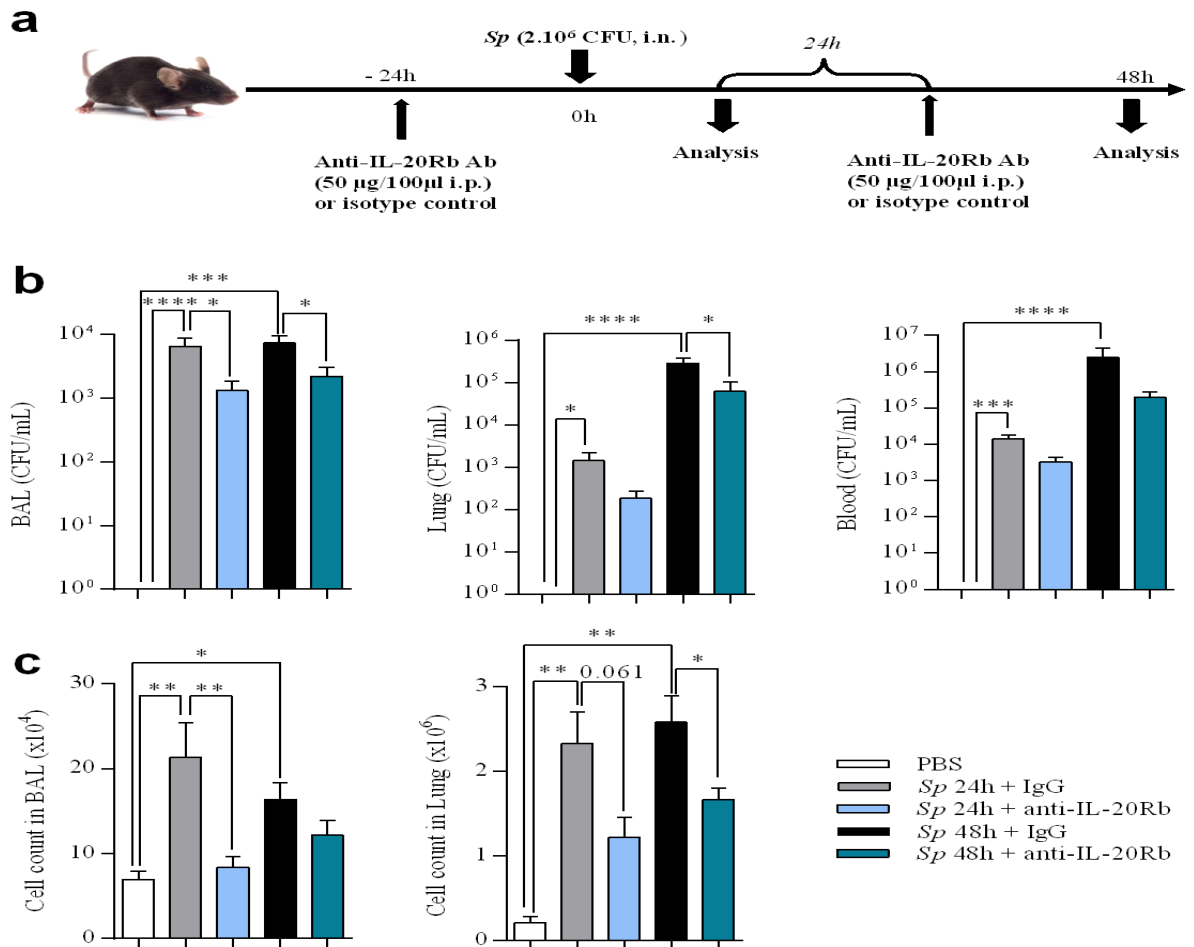 a
Sp (2.10⁶ CFU, i.n.)
24h
- 24h
48h
0h
Anti-IL-20Rb Ab
(50 µg/100µl i.p.)
or isotype control
Analysis
Anti-IL-20Rb Ab
(50 µg/100µl i.p.)
or isotype control
Analysis
b
***
**** *
*
10⁴
10³
10²
10¹
10⁰
BAL (CFU/mL)
****
*
*
10⁶
10⁵
10⁴
10³
10²
10¹
10⁰
Lung (CFU/mL)
****
***
10⁷
10⁶
10⁵
10⁴
10³
10²
10¹
10⁰
Blood (CFU/mL)
c
*
** **
30
20
10
0
Cell count in BAL (x10⁴)
**
** 0.061 *
3
2
1
0
Cell count in Lung (x10⁶)
PBS
Sp 24h + IgG
Sp 24h + anti-IL-20Rb
Sp 48h + IgG
Sp 48h + anti-IL-20Rb